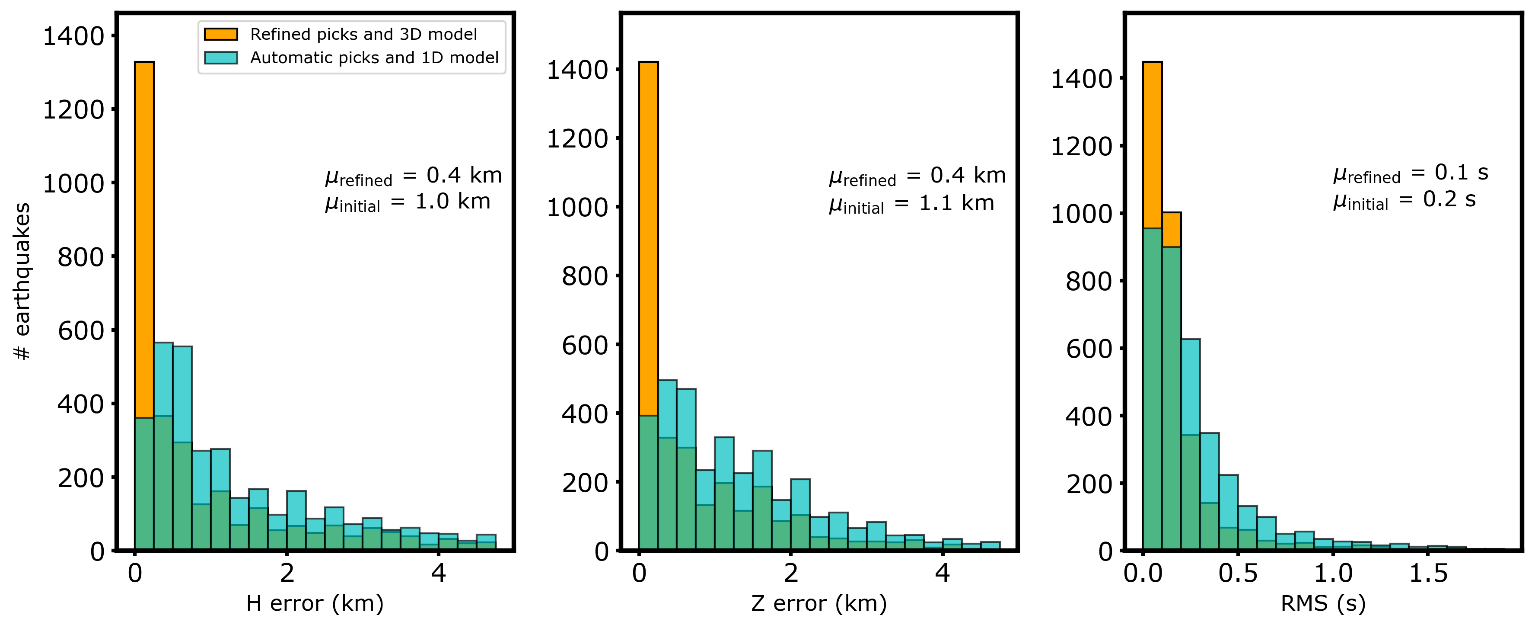 # earthquakes
1400
1200
1000
800
600
400
200
0
Refined picks and 3D model
Automatic picks and 1D model
μrefined = 0.4 km
μinitial = 1.0 km
0 2 4
H error (km)
1400
1200
1000
800
600
400
200
0
μrefined = 0.4 km
μinitial = 1.1 km
0 2 4
Z error (km)
1400
1200
1000
800
600
400
200
0
μrefined = 0.1 s
μinitial = 0.2 s
0.0 0.5 1.0 1.5
RMS (s)